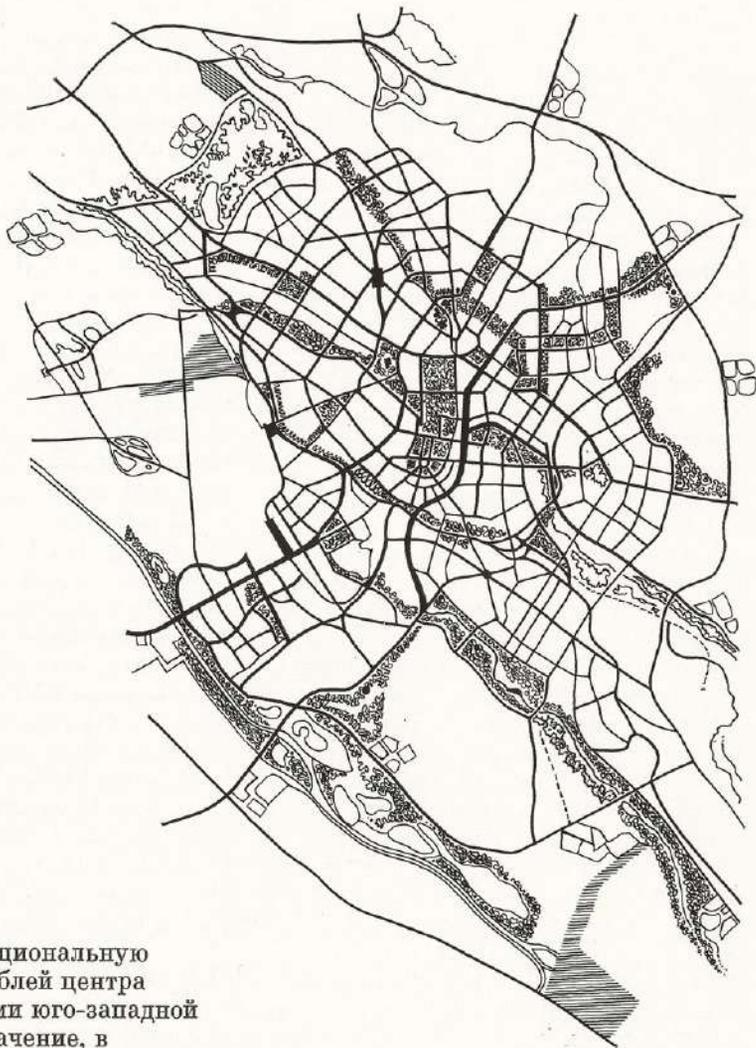 циональную
блей центра
ии юго-западной
ачение, в